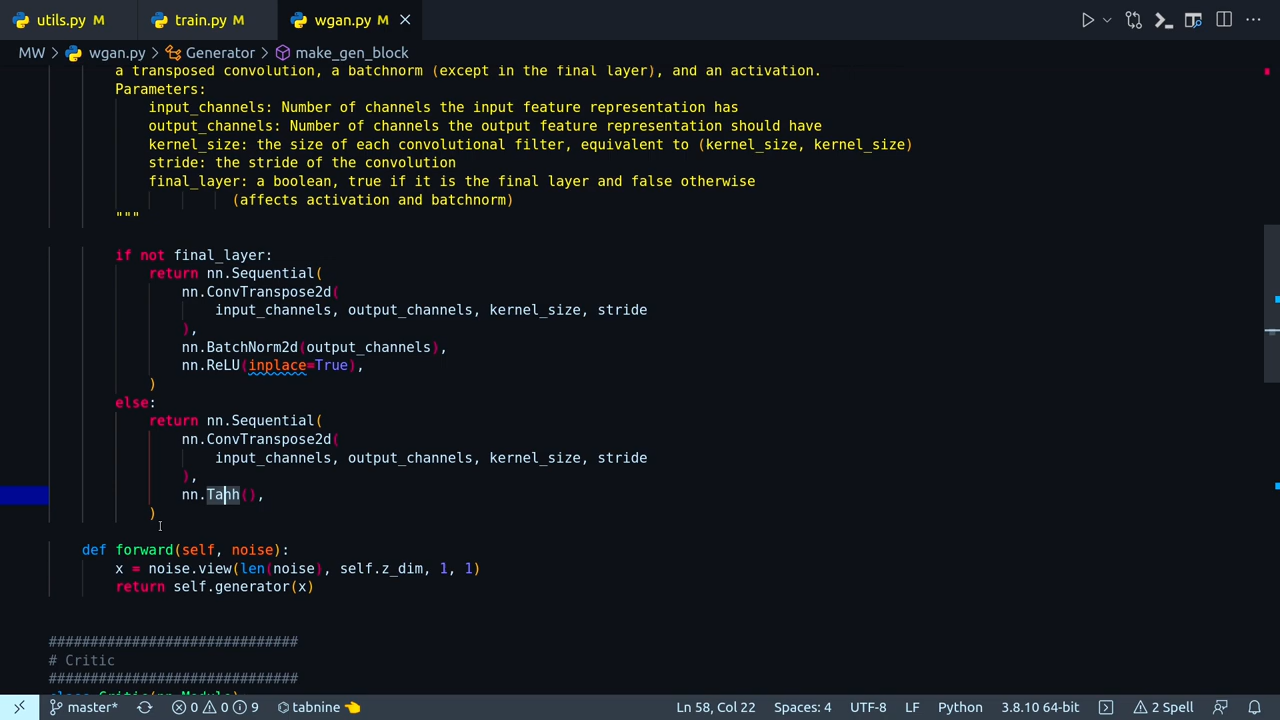 utils.py M train.py M wgan.py M
MW > wgan.py > Generator > make_gen_block
a transposed convolution, a batchnorm (except in the final layer), and an activation.
Parameters:
input_channels: Number of channels the input feature representation has
output_channels: Number of channels the output feature representation should have
kernel_size: the size of each convolutional filter, equivalent to (kernel_size, kernel_size)
stride: the stride of the convolution
final_layer: a boolean, true if it is the final layer and false otherwise
(affects activation and batchnorm)
"""
if not final_layer:
return nn.Sequential(
nn.ConvTranspose2d(
input_channels, output_channels, kernel_size, stride
),
nn.BatchNorm2d(output_channels),
nn.ReLU(inplace=True),
)
else:
return nn.Sequential(
nn.ConvTranspose2d(
input_channels, output_channels, kernel_size, stride
),
nn.Tanh(),
)
def forward(self, noise):
x = noise.view(len(noise), self.z_dim, 1, 1)
return self.generator(x)
##############################
# Critic
##############################
class Critic(nn.Module):
master* 0 0 9 tabnine Ln 58, Col 22 Spaces: 4 UTF-8 LF Python 3.8.10 64-bit 2 Spell